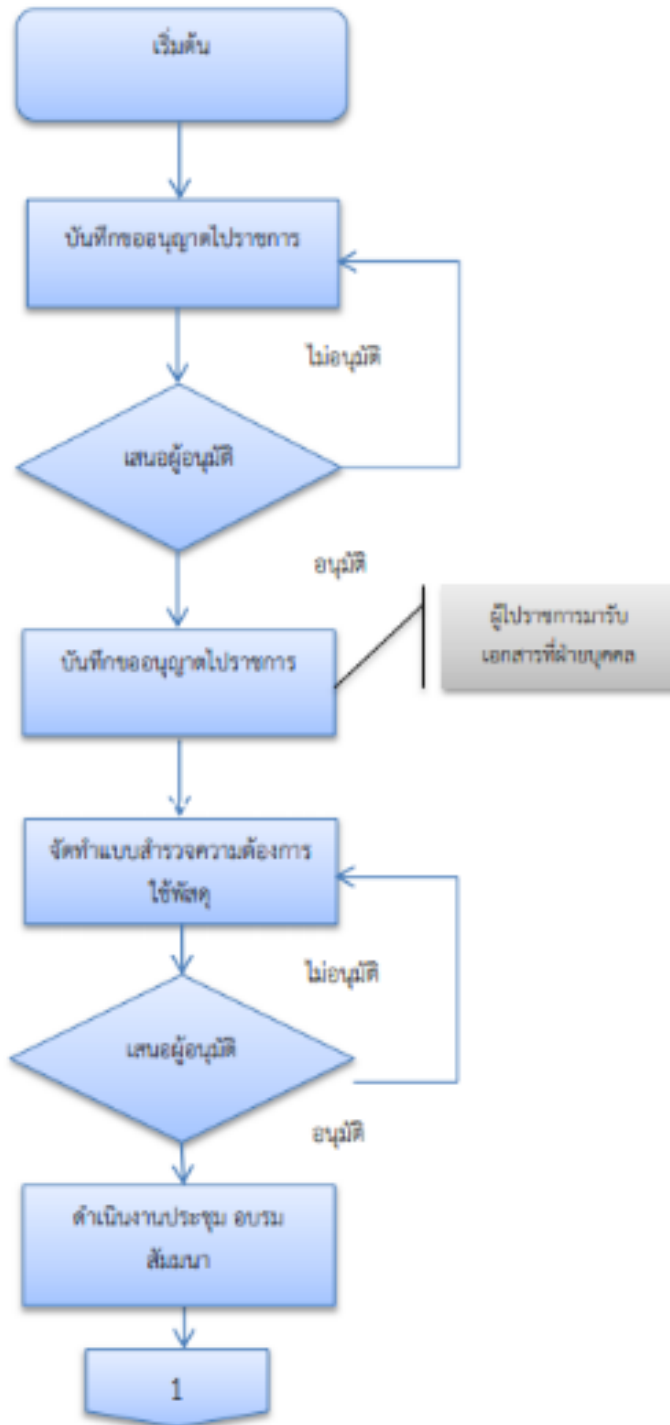 เริ่มต้น
บันทึกขออนุญาตไปราชการ
ไม่อนุมัติ
เสนอผู้อนุมัติ
อนุมัติ
ผู้ไปราชการมารับ
เอกสารที่ฝ่ายบุคคล
บันทึกขออนุญาตไปราชการ
จัดทำแบบสำรวจความต้องการ
ใช้พัสดุ
ไม่อนุมัติ
เสนอผู้อนุมัติ
อนุมัติ
ดำเนินงานประชุม อบรม
สัมมนา
1